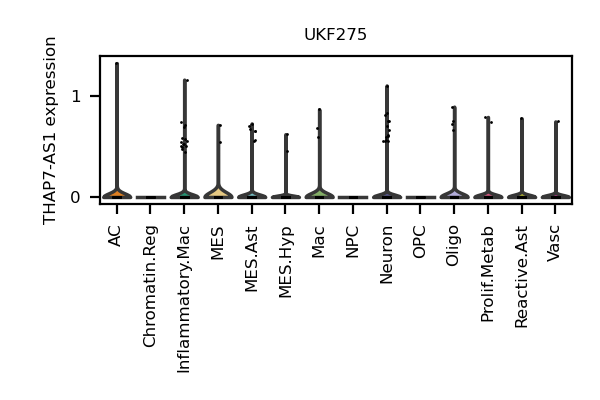 UKF275
THAP7-AS1 expression
1
0
AC
Chromatin.Reg
Inflammatory.Mac
MES
MES.Ast
MES.Hyp
Mac
NPC
Neuron
OPC
Oligo
Prolif.Metab
Reactive.Ast
Vasc